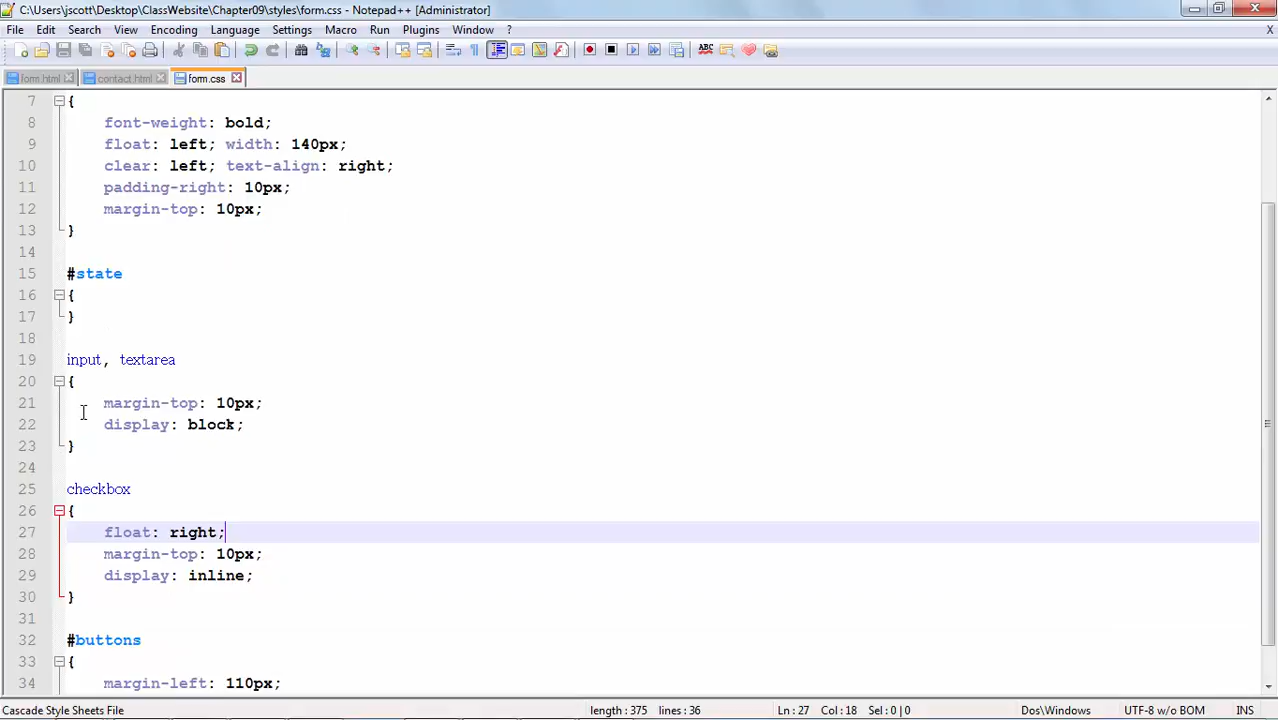 C:\Users\jscott\Desktop\ClassWebsite\Chapter09\styles\form.css - Notepad++ [Administrator]
File Edit Search View Encoding Language Settings Macro Run Plugins Window ? X
form.html contact.html form.css
7 {
8 font-weight: bold;
9 float: left; width: 140px;
10 clear: left; text-align: right;
11 padding-right: 10px;
12 margin-top: 10px;
13 }
14
15 #state
16 {
17 }
18
19 input, textarea
20 {
21 margin-top: 10px;
22 display: block;
23 }
24
25 checkbox
26 {
27 float: right;
28 margin-top: 10px;
29 display: inline;
30 }
31
32 #buttons
33 {
34 margin-left: 110px;
Cascade Style Sheets File length : 375 lines : 36 Ln : 27 Col : 18 Sel : 0 | 0 Dos\Windows UTF-8 w/o BOM INS